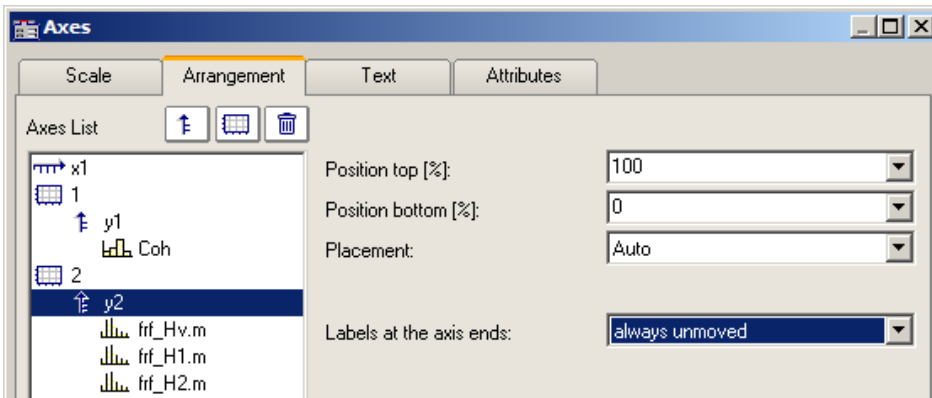 Axes
Scale Arrangement Text Attributes
Axes List
x1
1
y1
Coh
2
y2
frf_Hv.m
frf_H1.m
frf_H2.m
Position top [%]: 100
Position bottom [%]: 0
Placement: Auto
Labels at the axis ends: always unmoved